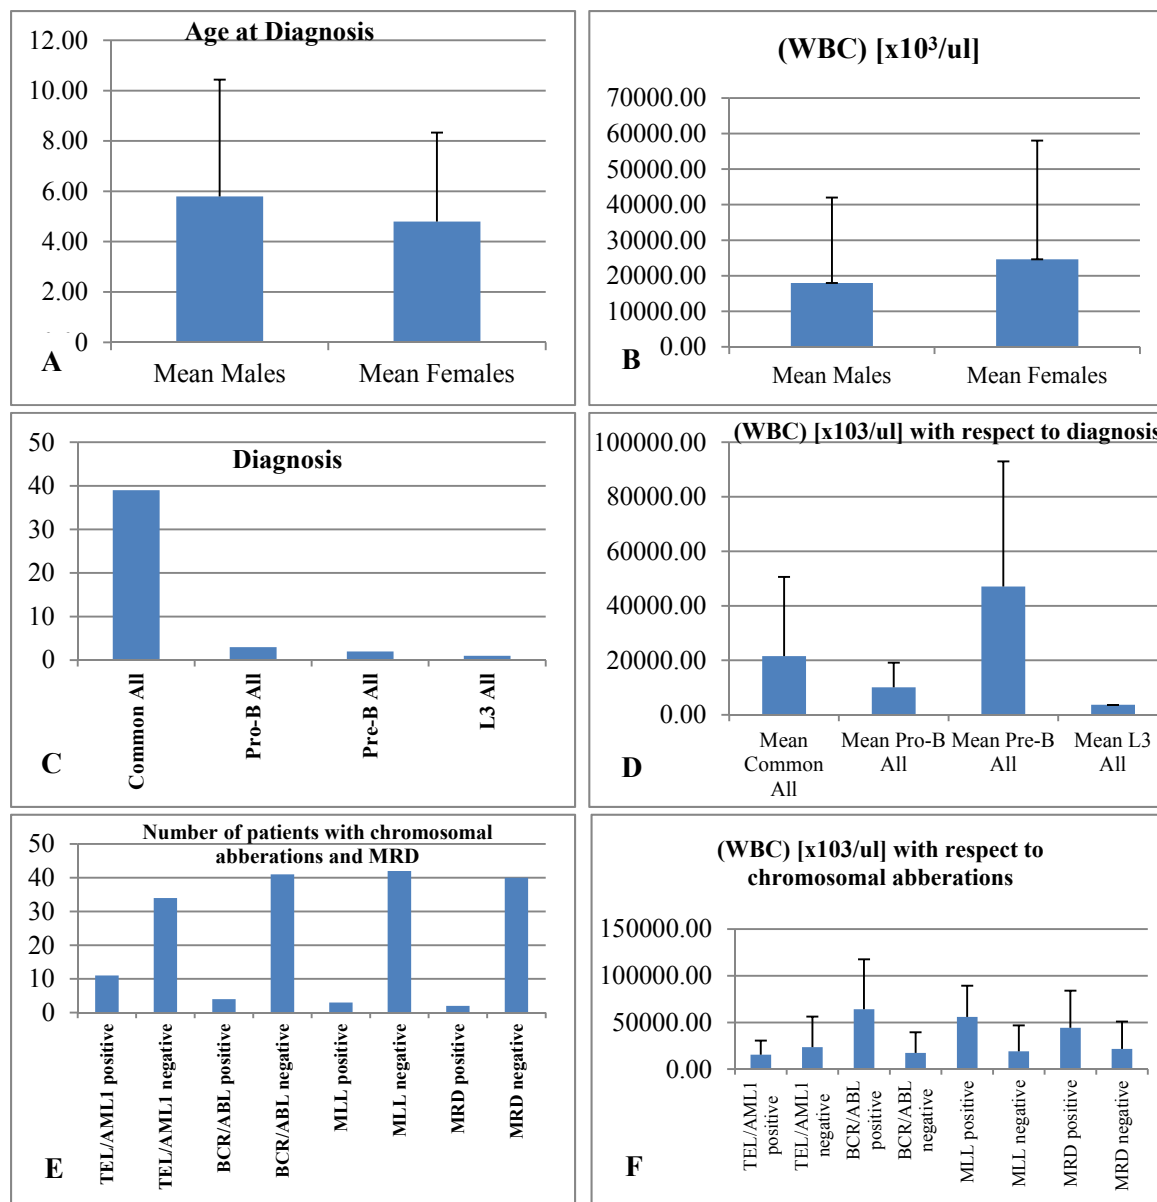 Age at Diagnosis
12.00
10.00
8.00
6.00
4.00
2.00
0
A
Mean Males
Mean Females
(WBC) [x10³/ul]
70000.00
60000.00
50000.00
40000.00
30000.00
20000.00
10000.00
0.00
B
Mean Males
Mean Females
Diagnosis
50
40
30
20
10
0
C
Common All
Pro-B All
Pre-B All
L3 All
(WBC) [x103/ul] with respect to diagnosis
100000.00
80000.00
60000.00
40000.00
20000.00
0.00
D
Mean
Common
All
Mean Pro-B
All
Mean Pre-B
All
Mean L3
All
Number of patients with chromosomal
abberations and MRD
50
40
30
20
10
0
E
TEL/AML1 positive
TEL/AML1 negative
BCR/ABL positive
BCR/ABL negative
MLL positive
MLL negative
MRD positive
MRD negative
(WBC) [x103/ul] with respect to
chromosomal abberations
150000.00
100000.00
50000.00
0.00
F
TEL/AML1
positive
TEL/AML1
negative
BCR/ABL
positive
BCR/ABL
negative
MLL positive
MLL negative
MRD positive
MRD negative